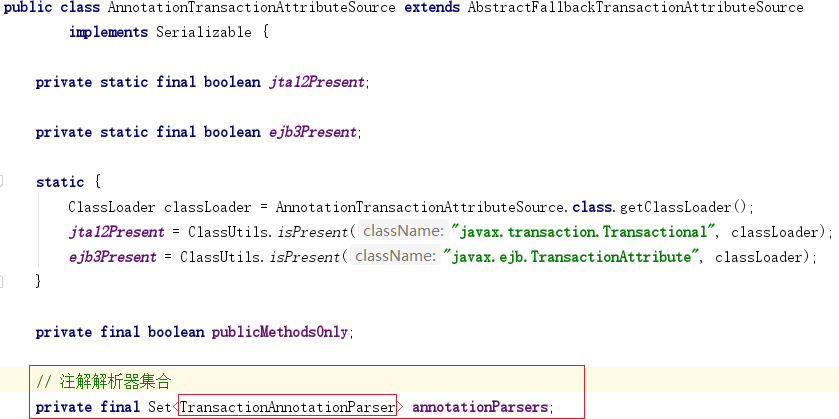 public class AnnotationTransactionAttributeSource extends AbstractFallbackTransactionAttributeSource
implements Serializable {
private static final boolean jta12Present;
private static final boolean ejb3Present;
static {
ClassLoader classLoader = AnnotationTransactionAttributeSource.class.getClassLoader();
jta12Present = ClassUtils.isPresent( className: "javax.transaction.Transactional", classLoader);
ejb3Present = ClassUtils.isPresent( className: "javax.ejb.TransactionAttribute", classLoader);
}
private final boolean publicMethodsOnly;
// 注解解析器集合
private final Set<TransactionAnnotationParser> annotationParsers;